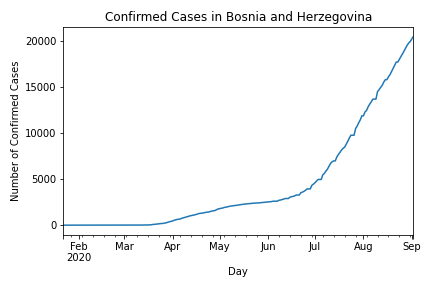 Confirmed Cases in Bosnia and Herzegovina
Number of Confirmed Cases
20000
15000
10000
5000
0
Feb Mar Apr May Jun Jul Aug Sep
2020
Day